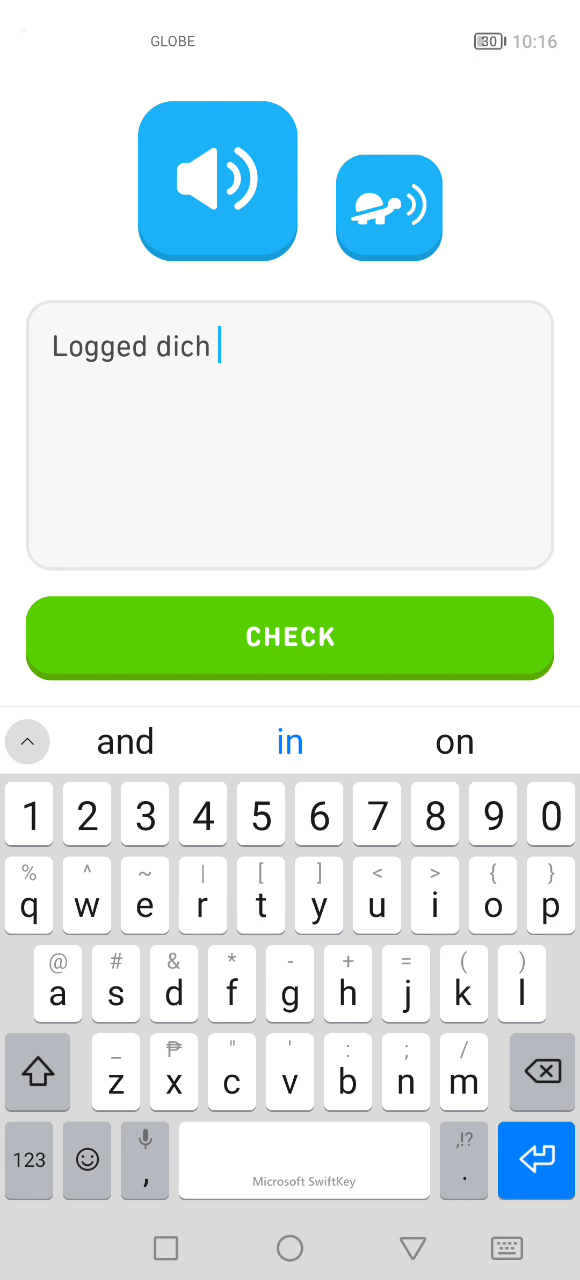 GLOBE
30 10:16
Logged dich
CHECK
and in on
1 2 3 4 5 6 7 8 9 0
% ^ ~ | [ ] < > { }
q w e r t y u i o p
@ # & * - + = ( )
a s d f g h j k l
_ ₱ " ' : ; /
z x c v b n m
123 , Microsoft SwiftKey ,!? .